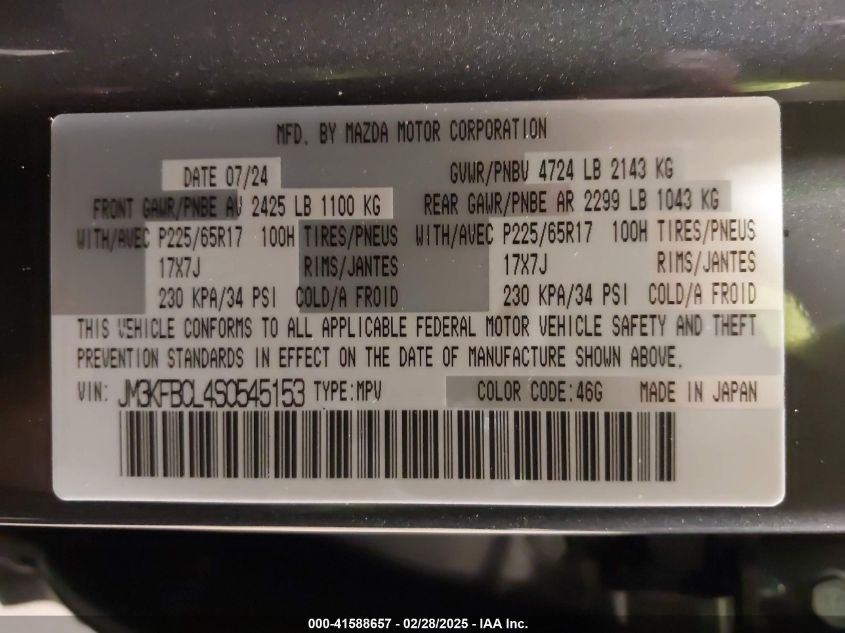 MFD. BY MAZDA MOTOR CORPORATION
DATE 07/24 GVWR/PNBV 4724 LB 2143 KG
FRONT GAWR/PNBE AV 2425 LB 1100 KG REAR GAWR/PNBE AR 2299 LB 1043 KG
WITH/AVEC P225/65R17 100H TIRES/PNEUS WITH/AVEC P225/65R17 100H TIRES/PNEUS
17X7J RIMS/JANTES 17X7J RIMS/JANTES
230 KPA/34 PSI COLD/A FROID 230 KPA/34 PSI COLD/A FROID
THIS VEHICLE CONFORMS TO ALL APPLICABLE FEDERAL MOTOR VEHICLE SAFETY AND THEFT
PREVENTION STANDARDS IN EFFECT ON THE DATE OF MANUFACTURE SHOWN ABOVE.
VIN: JM3KFBCL4S0545153 TYPE:MPV COLOR CODE:46G MADE IN JAPAN
000-41588657 - 02/28/2025 - IAA Inc.